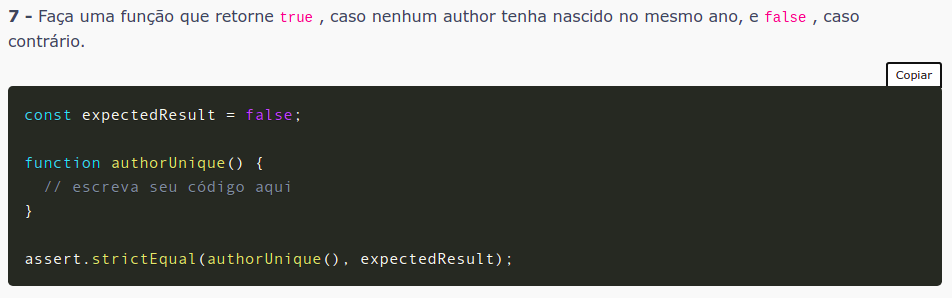 7 - Faça uma função que retorne true , caso nenhum author tenha nascido no mesmo ano, e false , caso
contrário.
Copiar
const expectedResult = false;
function authorUnique() {
// escreva seu código aqui
}
assert.strictEqual(authorUnique(), expectedResult);